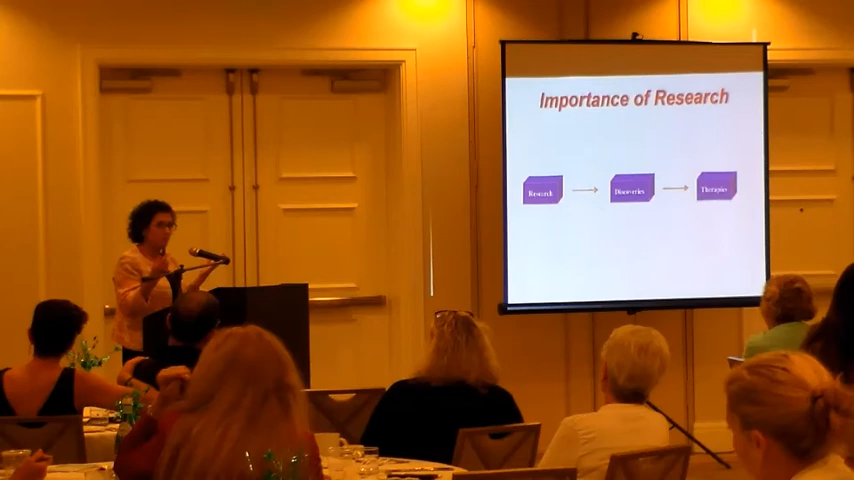 Importance of Research
Research
Discoveries
Therapies